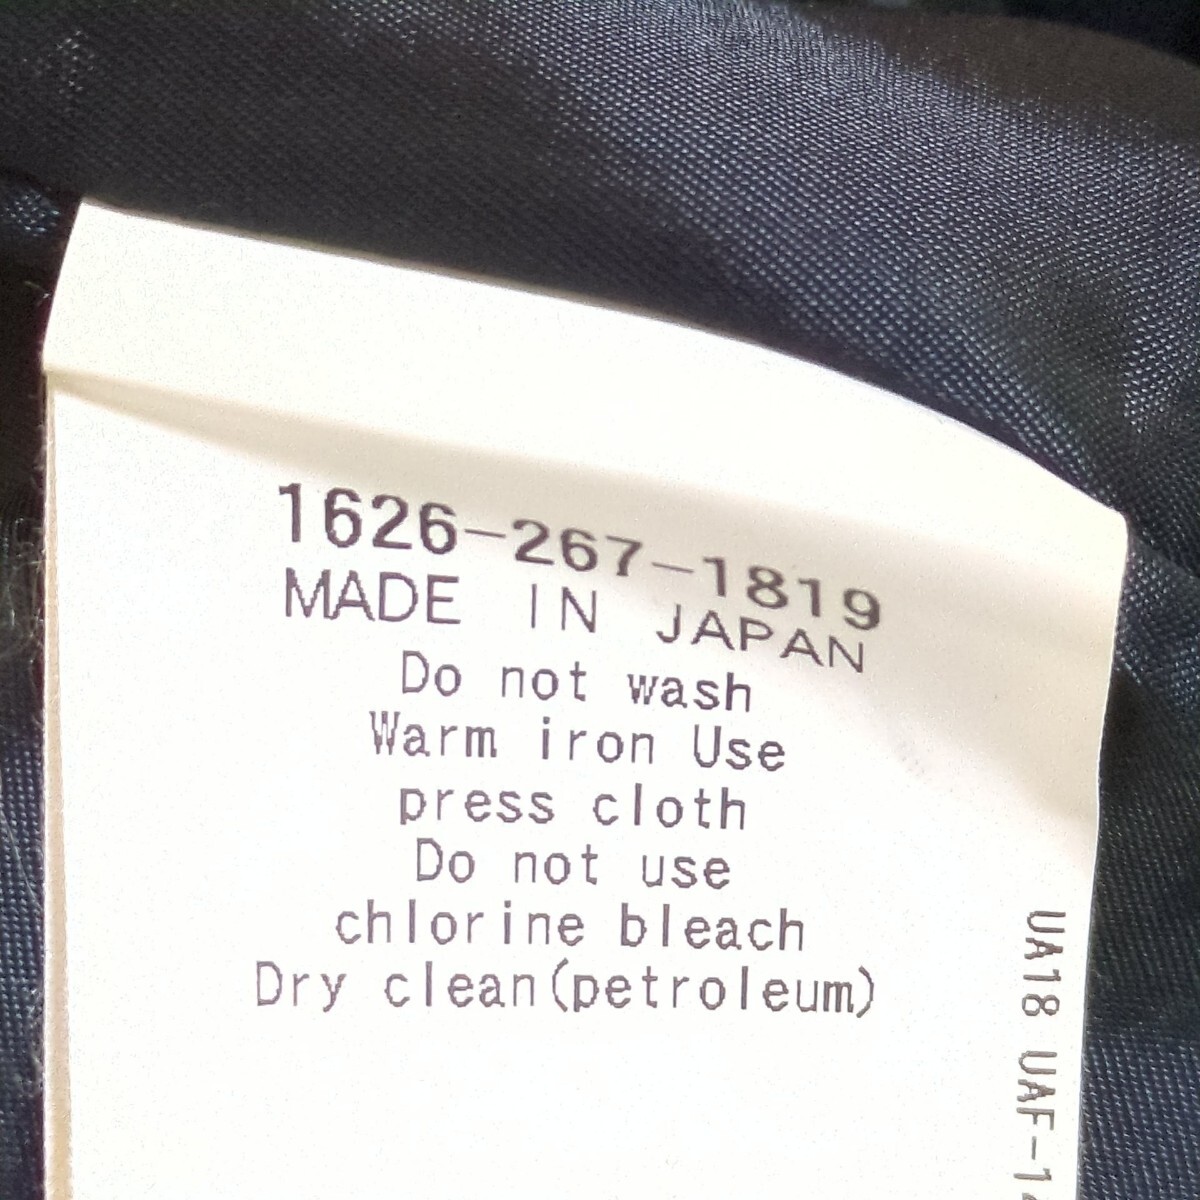 1626-267-1819
MADE IN JAPAN
Do not wash
Warm iron Use
press cloth
Do not use
chlorine bleach
Dry clean(petroleum)
UA18 UAF-1